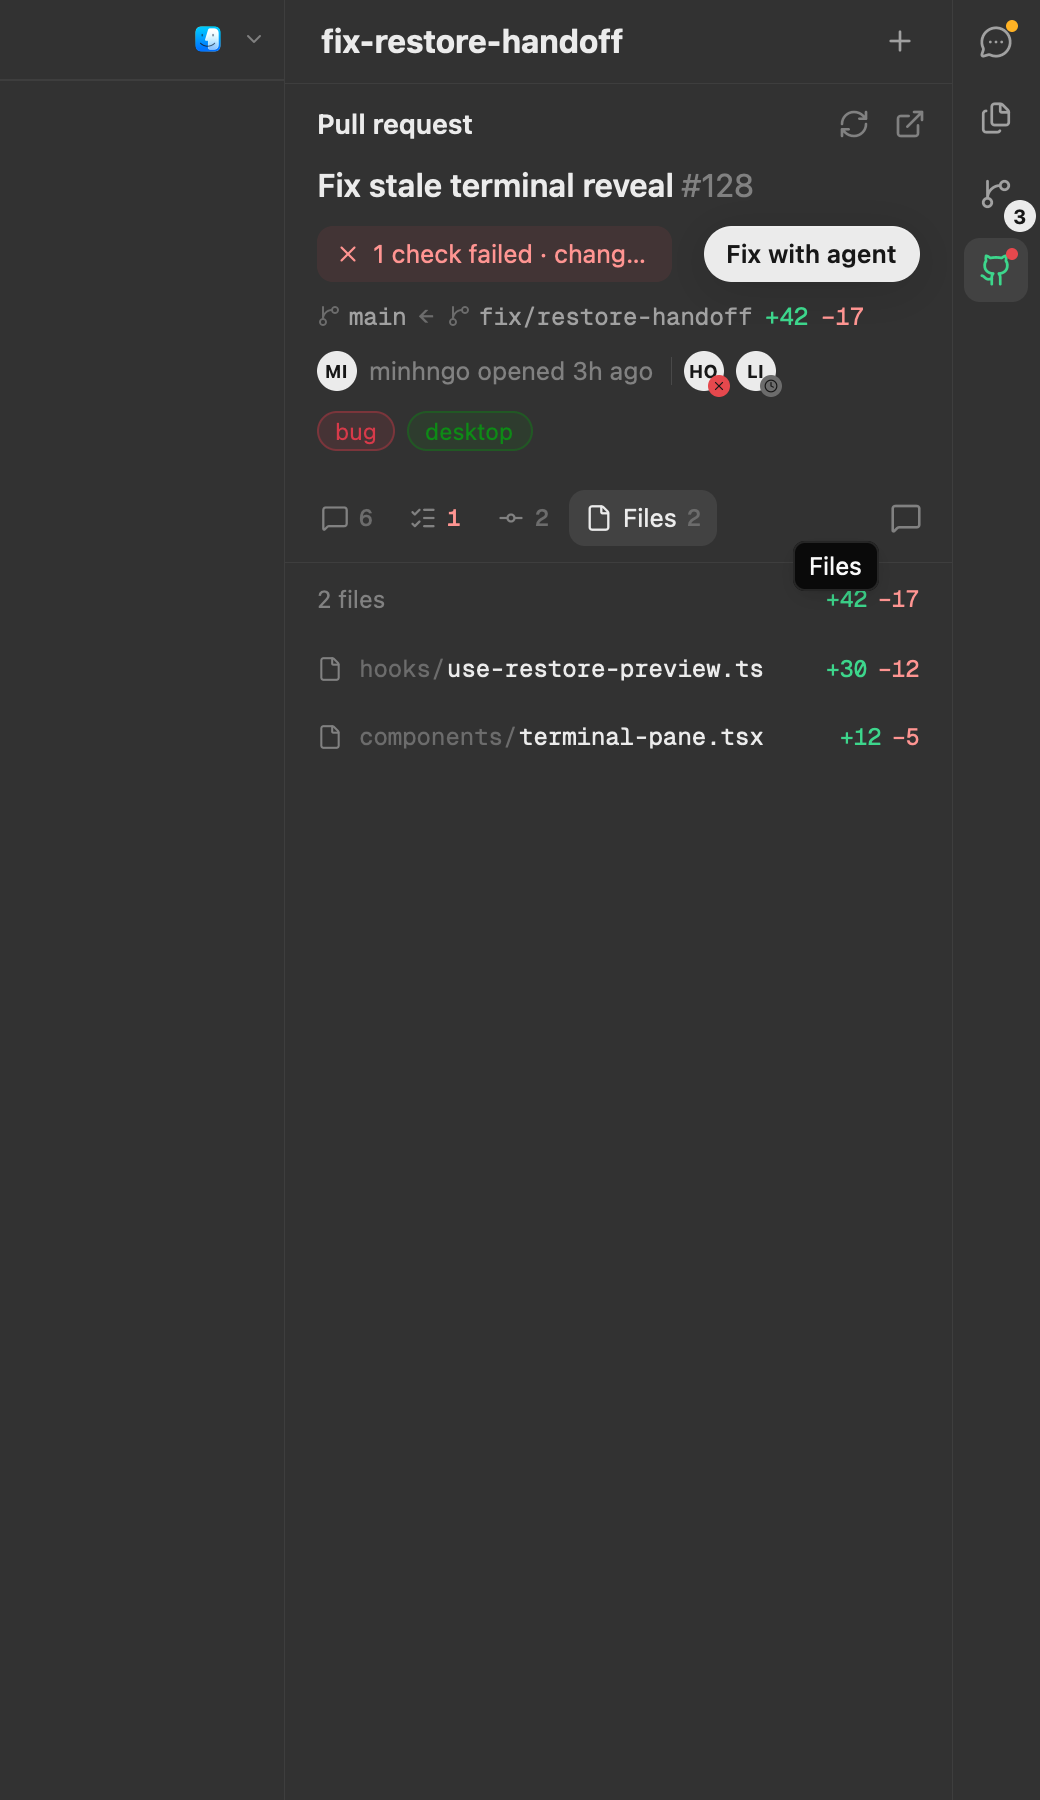 fix-restore-handoff
Pull request
Fix stale terminal reveal #128
1 check failed · chang...
Fix with agent
3
main ← fix/restore-handoff +42 −17
MI minhngo opened 3h ago HO LI
bug desktop
6 1 2 Files 2
Files
2 files +42 −17
hooks/use-restore-preview.ts +30 −12
components/terminal-pane.tsx +12 −5